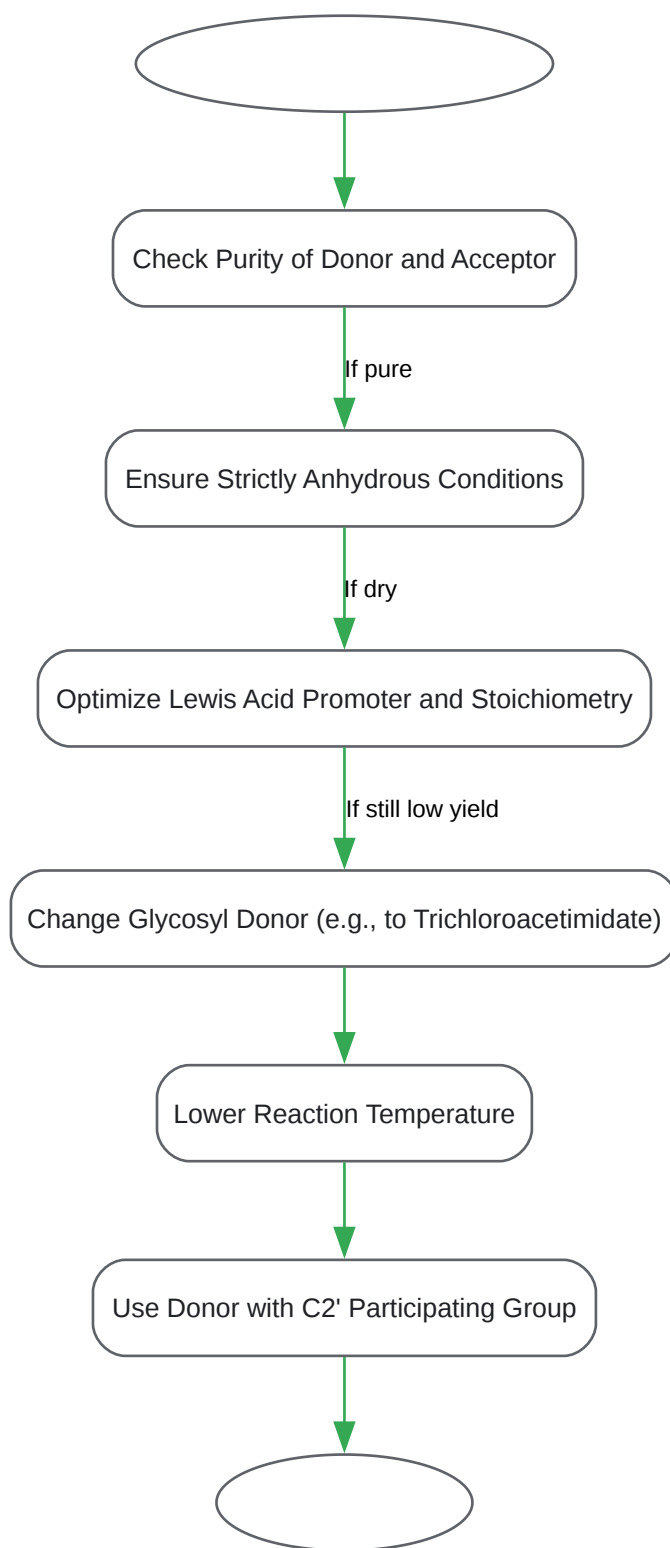 Check Purity of Donor and Acceptor
If pure
Ensure Strictly Anhydrous Conditions
If dry
Optimize Lewis Acid Promoter and Stoichiometry
If still low yield
Change Glycosyl Donor (e.g., to Trichloroacetimidate)
Lower Reaction Temperature
Use Donor with C2' Participating Group